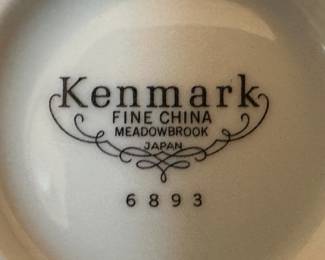 Kenmark
FINE CHINA
MEADOWBROOK
JAPAN
6893